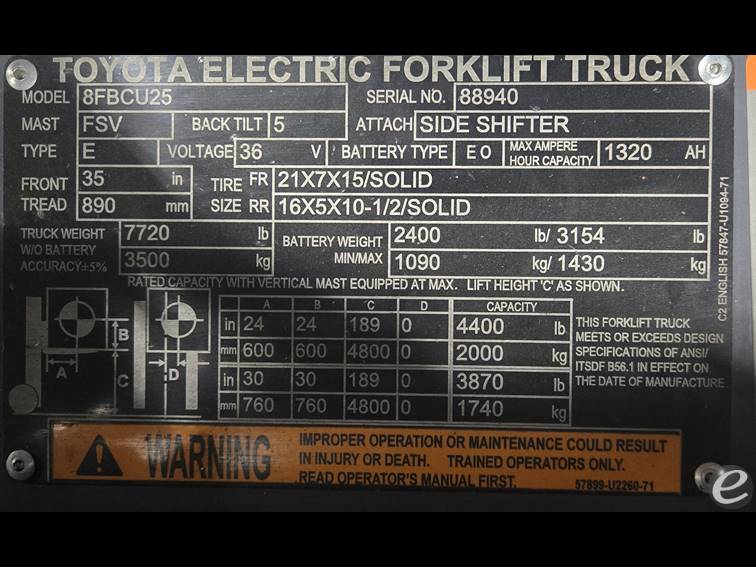 TOYOTA ELECTRIC FORKLIFT TRUCK
MODEL 8FBCU25 SERIAL NO. 88940
MAST FSV BACK TILT 5 ATTACH SIDE SHIFTER
TYPE E VOLTAGE 36 V BATTERY TYPE E O MAX AMPERE HOUR CAPACITY 1320 AH
FRONT 35 in TIRE FR 21X7X15/SOLID
TREAD 890 mm SIZE RR 16X5X10-1/2/SOLID
TRUCK WEIGHT 7720 lb BATTERY WEIGHT 2400 lb/ 3154 lb
W/O BATTERY
ACCURACY±5% 3500 kg MIN/MAX 1090 kg/ 1430 kg
RATED CAPACITY WITH VERTICAL MAST EQUIPPED AT MAX. LIFT HEIGHT 'C' AS SHOWN.
A B C D CAPACITY
in 24 24 189 0 4400 lb
mm 600 600 4800 0 2000 kg
in 30 30 189 0 3870 lb
mm 760 760 4800 0 1740 kg
B
A C D
THIS FORKLIFT TRUCK
MEETS OR EXCEEDS DESIGN
SPECIFICATIONS OF ANSI/
ITSDF B56.1 IN EFFECT ON
THE DATE OF MANUFACTURE.
C2 ENGLISH 57847-U1094-71
WARNING
IMPROPER OPERATION OR MAINTENANCE COULD RESULT
IN INJURY OR DEATH. TRAINED OPERATORS ONLY.
READ OPERATOR'S MANUAL FIRST. 57899-U2260-71
e